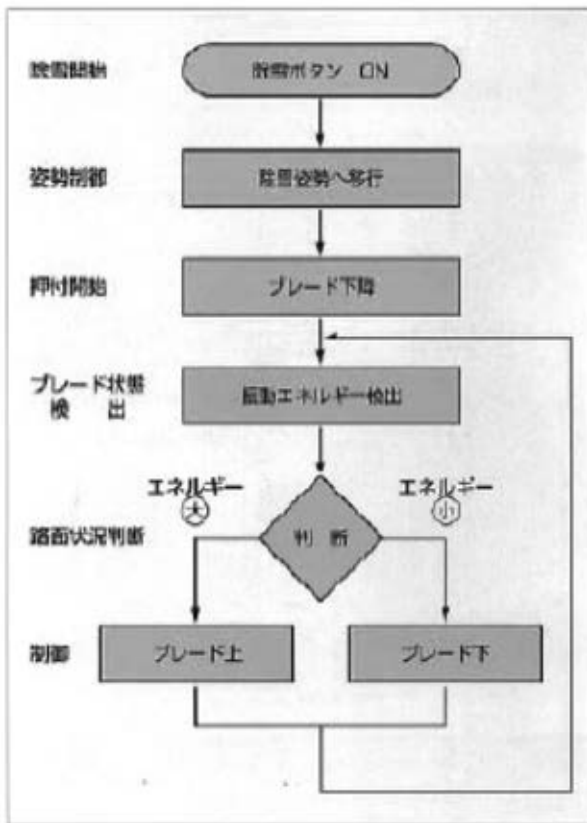 除雪開始
除雪ボタン ON
姿勢制御
除雪姿勢へ移行
押付開始
ブレード下降
ブレード状態
検 出
振動エネルギー検出
エネルギー
大
エネルギー
小
路面状況判断
判 断
制御
ブレード上
ブレード下